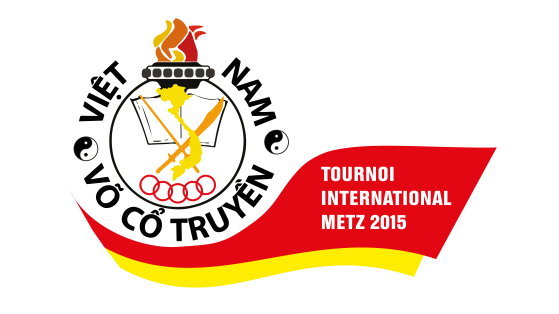 VIỆT NAM
VÕ CỔ TRUYỀN
TOURNOI
INTERNATIONAL
METZ 2015